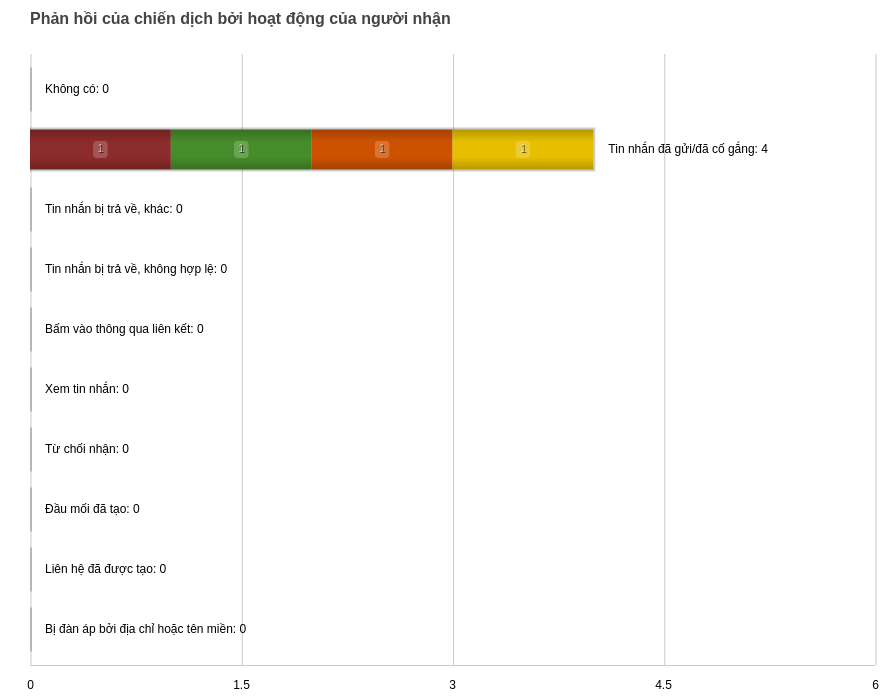 Phản hồi của chiến dịch bởi hoạt động của người nhận
Không có: 0
1 1 1 1 Tin nhắn đã gửi/đã cố gắng: 4
Tin nhắn bị trả về, khác: 0
Tin nhắn bị trả về, không hợp lệ: 0
Bấm vào thông qua liên kết: 0
Xem tin nhắn: 0
Từ chối nhận: 0
Đầu mối đã tạo: 0
Liên hệ đã được tạo: 0
Bị đàn áp bởi địa chỉ hoặc tên miền: 0
0 1.5 3 4.5 6